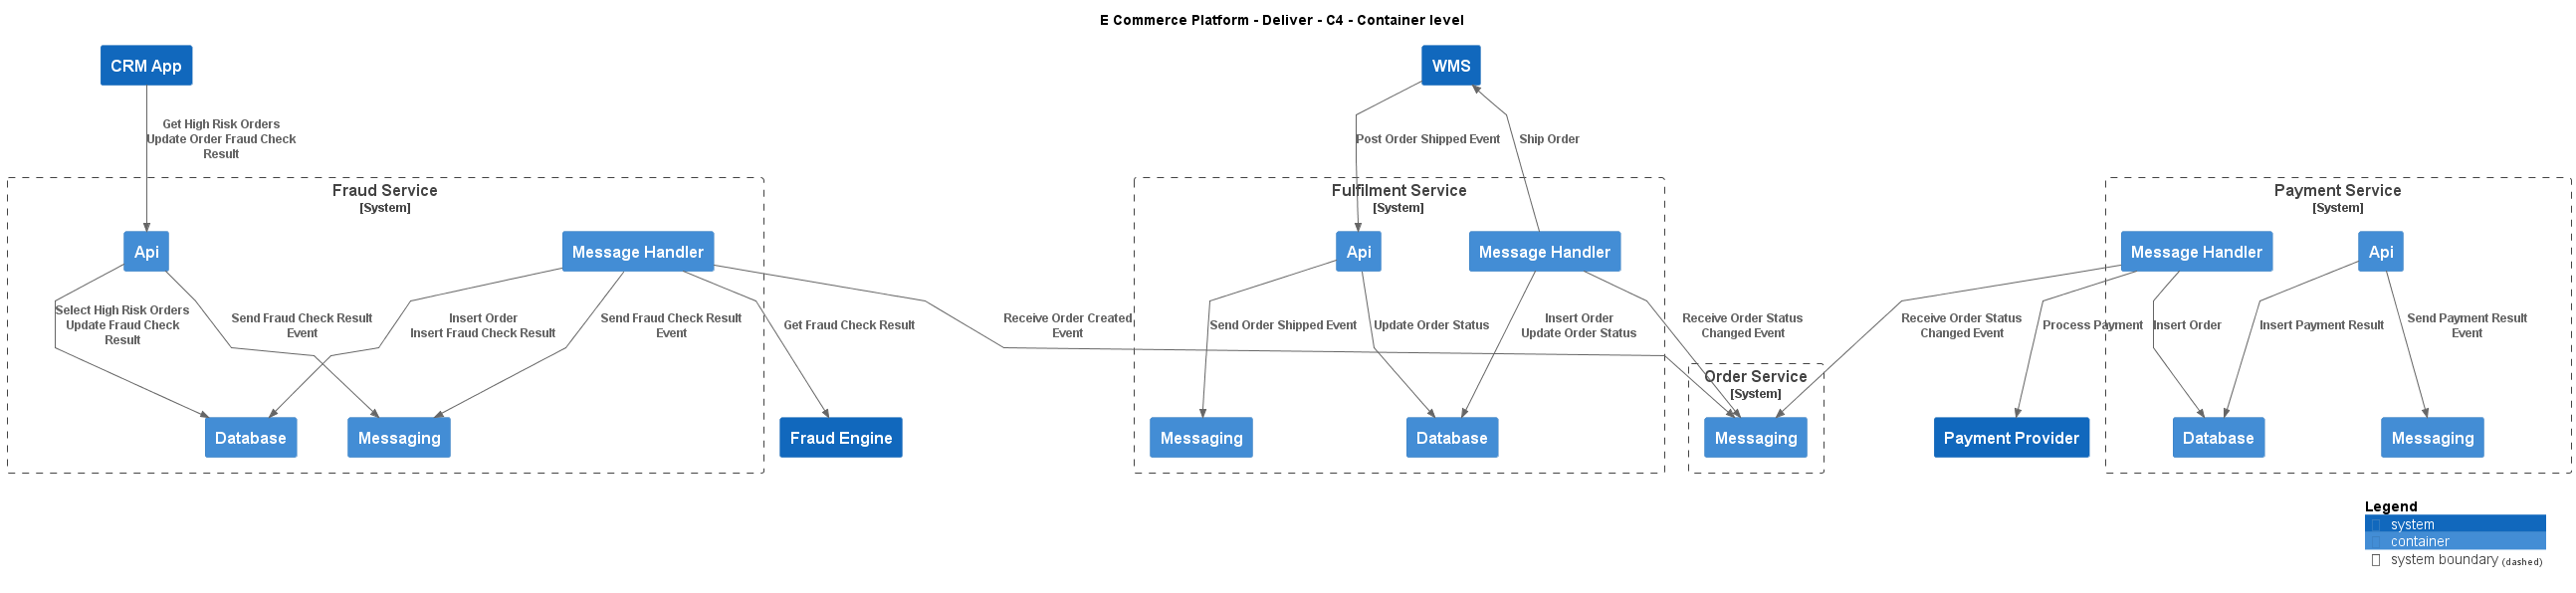 E Commerce Platform - Deliver - C4 - Container level
CRM App
WMS
Get High Risk Orders
Update Order Fraud Check
Result
Post Order Shipped Event
Ship Order
Fraud Service
[System]
Fulfilment Service
[System]
Payment Service
[System]
Api
Message Handler
Api
Message Handler
Message Handler
Api
Select High Risk Orders
Update Fraud Check
Result
Send Fraud Check Result
Event
Insert Order
Insert Fraud Check Result
Send Fraud Check Result
Event
Get Fraud Check Result
Receive Order Created
Event
Send Order Shipped Event
Update Order Status
Insert Order
Update Order Status
Receive Order Status
Changed Event
Receive Order Status
Changed Event
Process Payment
Insert Order
Insert Payment Result
Send Payment Result
Event
Order Service
[System]
Database
Messaging
Fraud Engine
Messaging
Database
Messaging
Payment Provider
Database
Messaging
Legend
system
container
system boundary (dashed)